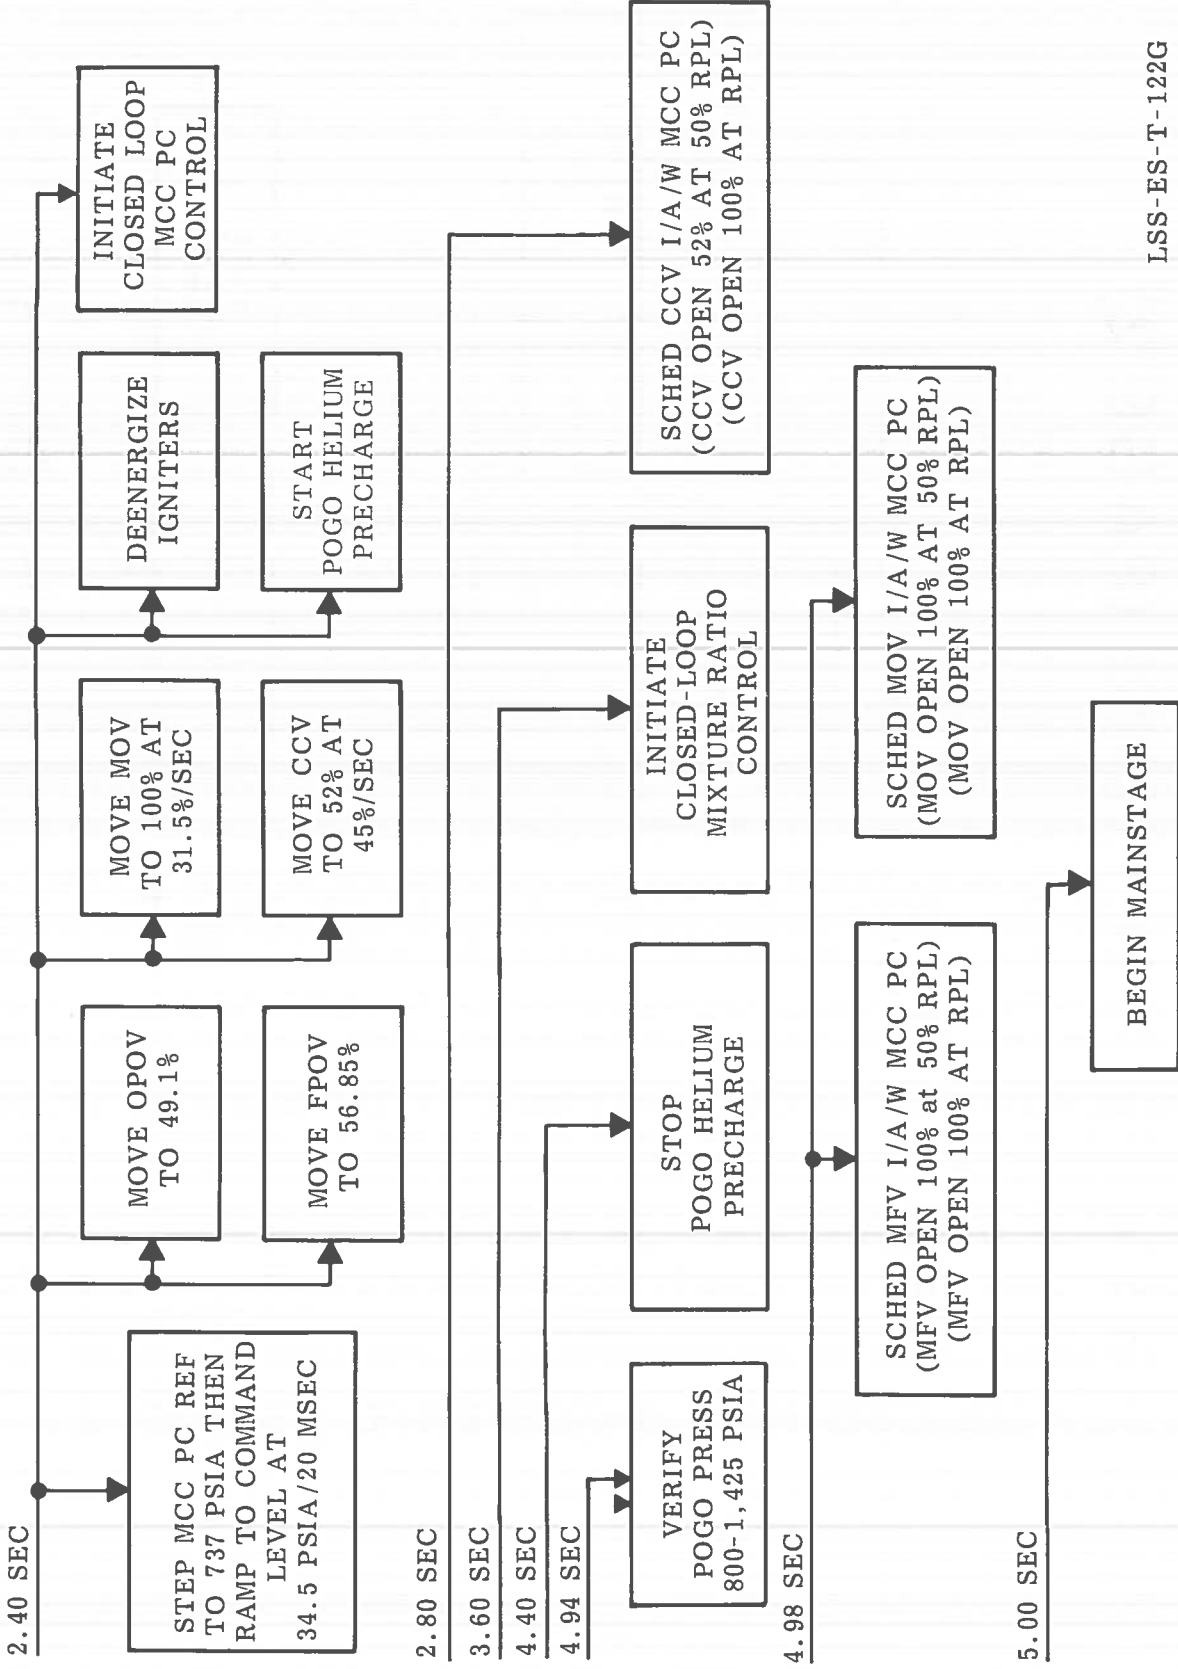 2.40 SEC
STEP MCC PC REF
TO 737 PSIA THEN
RAMP TO COMMAND
LEVEL AT
34.5 PSIA/20 MSEC
MOVE OPOV
TO 49.1%
MOVE FPOV
TO 56.85%
MOVE MOV
TO 100% AT
31.5%/SEC
MOVE CCV
TO 52% AT
45%/SEC
DEENERGIZE
IGNITERS
START
POGO HELIUM
PRECHARGE
INITIATE
CLOSED LOOP
MCC PC
CONTROL
2.80 SEC
3.60 SEC
4.40 SEC
4.94 SEC
VERIFY
POGO PRESS
800-1,425 PSIA
STOP
POGO HELIUM
PRECHARGE
INITIATE
CLOSED-LOOP
MIXTURE RATIO
CONTROL
SCHED CCV I/A/W MCC PC
(CCV OPEN 52% AT 50% RPL)
(CCV OPEN 100% AT RPL)
4.98 SEC
SCHED MFV I/A/W MCC PC
(MFV OPEN 100% at 50% RPL)
(MFV OPEN 100% AT RPL)
SCHED MOV I/A/W MCC PC
(MOV OPEN 100% AT 50% RPL)
(MOV OPEN 100% AT RPL)
5.00 SEC
BEGIN MAINSTAGE
LSS-ES-T-122G